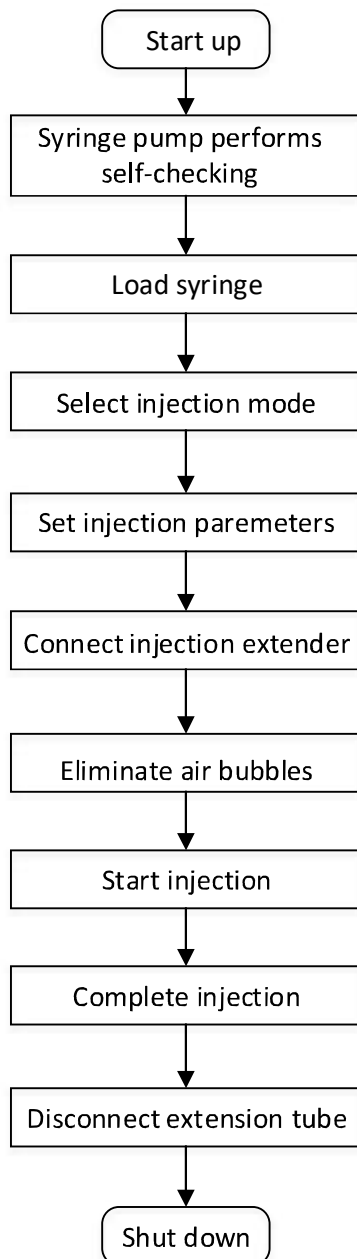 Start up
Syringe pump performs
self-checking
Load syringe
Select injection mode
Set injection paremeters
Connect injection extender
Eliminate air bubbles
Start injection
Complete injection
Disconnect extension tube
Shut down